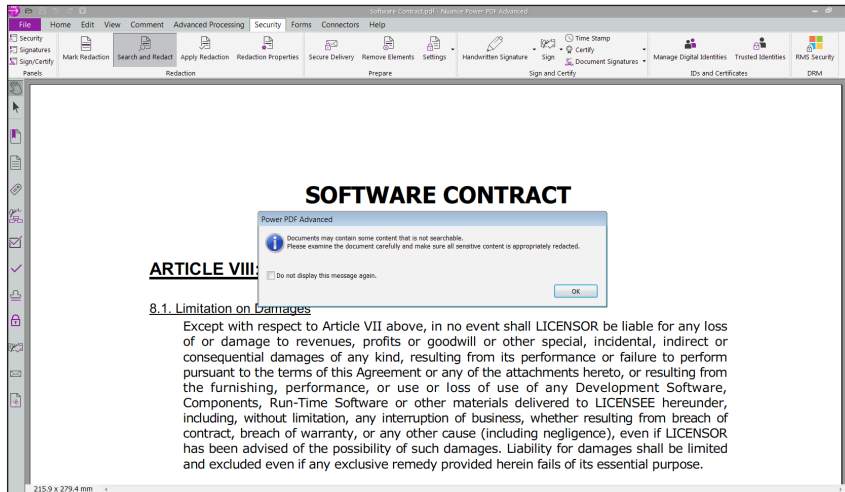 Software Contract.pdf - Nuance Power PDF Advanced
File Home Edit View Comment Advanced Processing Security Forms Connectors Help
Security
Signatures
Sign/Certify
Panels
Mark Redaction
Search and Redact
Apply Redaction
Redaction Properties
Redaction
Secure Delivery
Remove Elements
Settings
Prepare
Handwritten Signature
Sign
Time Stamp
Certify
Document Signatures
Sign and Certify
Manage Digital Identities
Trusted Identities
IDs and Certificates
RMS Security
DRM
SOFTWARE CONTRACT
Power PDF Advanced
Documents may contain some content that is not searchable.
Please examine the document carefully and make sure all sensitive content is appropriately redacted.
Do not display this message again.
OK
ARTICLE VIII:
8.1. Limitation on Damages
Except with respect to Article VII above, in no event shall LICENSOR be liable for any loss
of or damage to revenues, profits or goodwill or other special, incidental, indirect or
consequential damages of any kind, resulting from its performance or failure to perform
pursuant to the terms of this Agreement or any of the attachments hereto, or resulting from
the furnishing, performance, or use or loss of use of any Development Software,
Components, Run-Time Software or other materials delivered to LICENSEE hereunder,
including, without limitation, any interruption of business, whether resulting from breach of
contract, breach of warranty, or any other cause (including negligence), even if LICENSOR
has been advised of the possibility of such damages. Liability for damages shall be limited
and excluded even if any exclusive remedy provided herein fails of its essential purpose.
215.9 x 279.4 mm